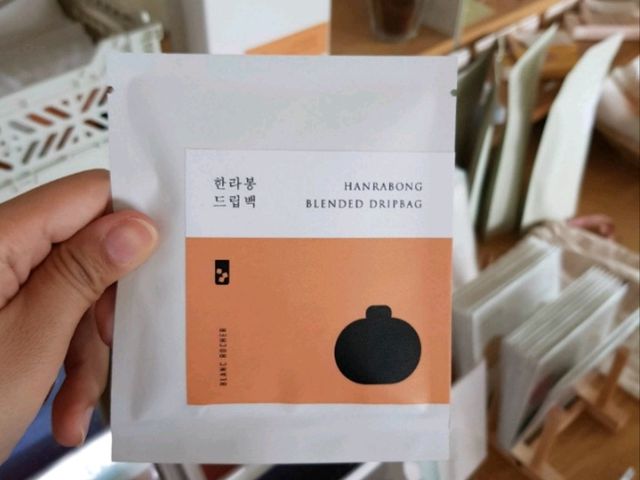 한라봉
드립백
HANRABONG
BLENDED DRIPBAG
BLANC ROCHER